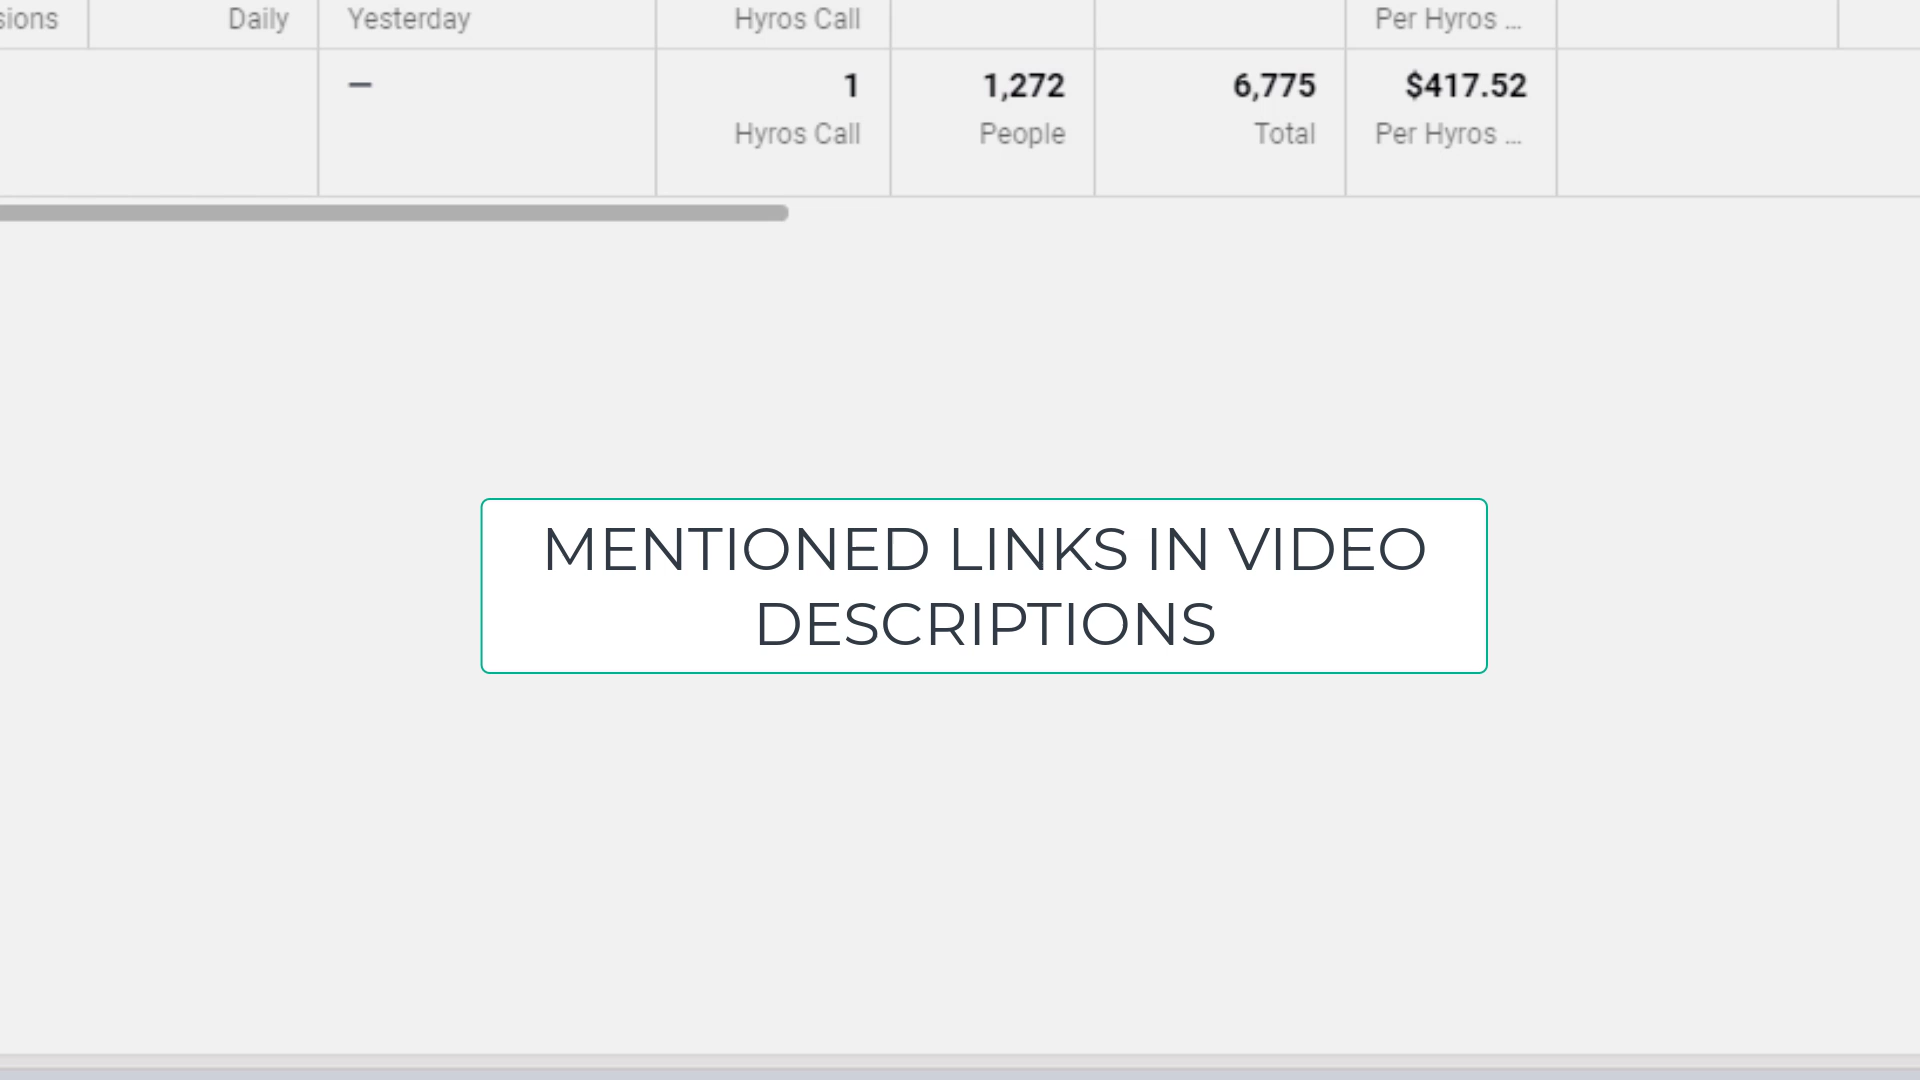 sions Daily Yesterday Hyros Call Per Hyros ...
— 1 1,272 6,775 $417.52
Hyros Call People Total Per Hyros ...
MENTIONED LINKS IN VIDEO
DESCRIPTIONS